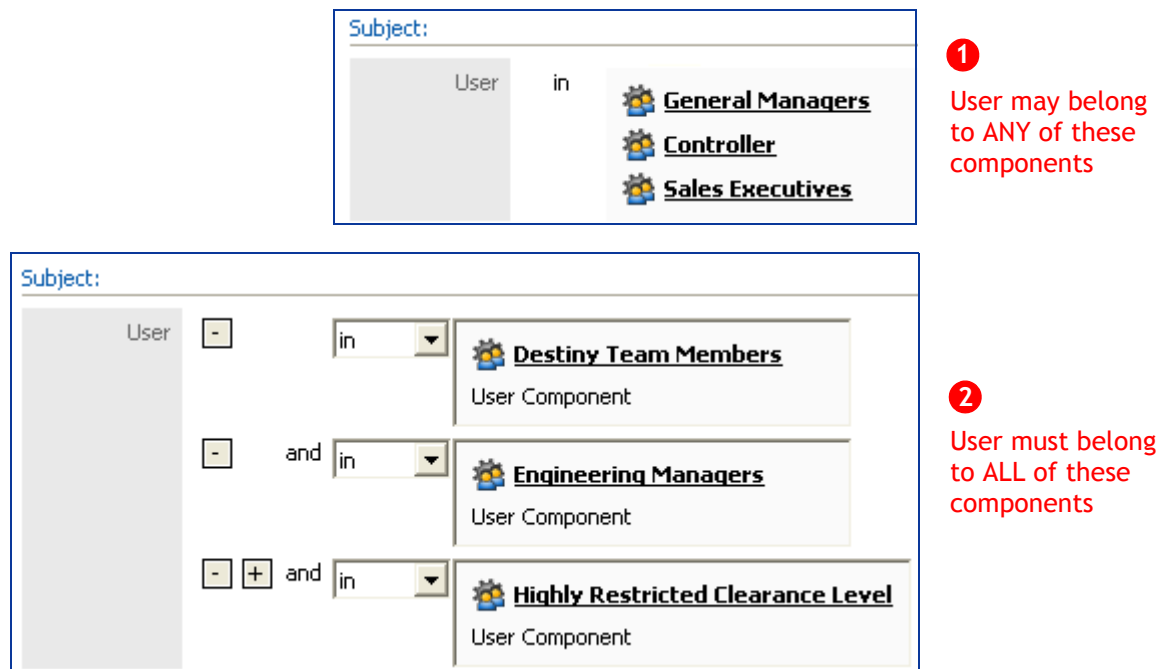 Subject:
User in General Managers
Controller
Sales Executives
1
User may belong
to ANY of these
components
Subject:
User - in Destiny Team Members
User Component
- and in Engineering Managers
User Component
- + and in Highly Restricted Clearance Level
User Component
2
User must belong
to ALL of these
components